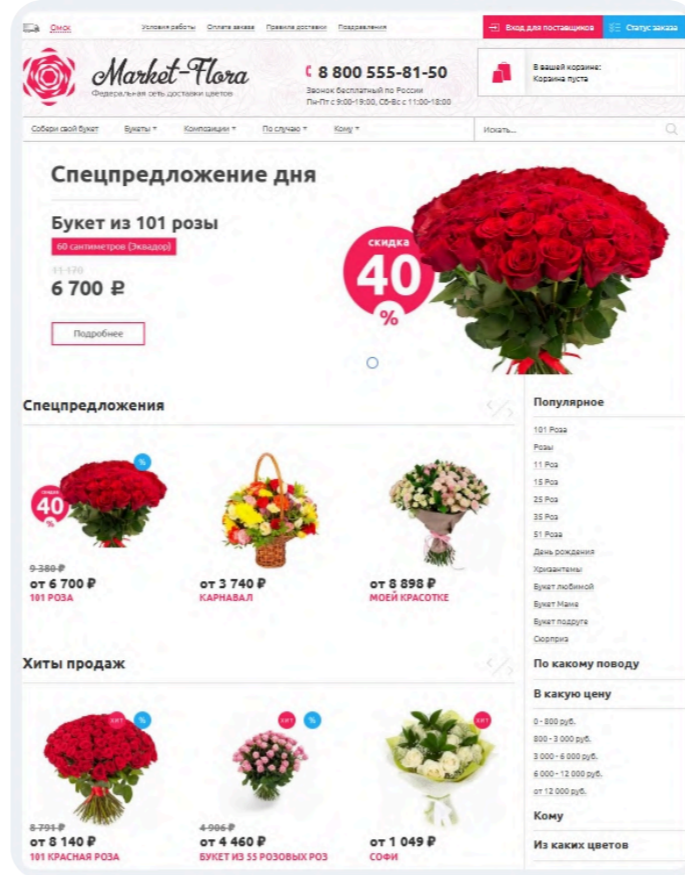 Омск
Условия работы Оплата заказа Правила доставки Поздравления
Вход для поставщиков
Статус заказа
Market-Flora
Федеральная сеть доставки цветов
8 800 555-81-50
Звонок бесплатный по России
Пн-Пт с 9:00-19:00, Сб-Вс с 11:00-18:00
В вашей корзине:
Корзина пуста
Собери свой букет Букеты Композиции По случаю Кому
Искать...
Спецпредложение дня
Букет из 101 розы
60 сантиметров (Эквадор)
11 170
6 700 ₽
Подробнее
скидка
40
%
Спецпредложения
%
скидка
40
%
9 380 ₽
от 6 700 ₽
101 РОЗА
от 3 740 ₽
КАРНАВАЛ
от 8 898 ₽
МОЕЙ КРАСОТКЕ
Хиты продаж
ХИТ %
8 791 ₽
от 8 140 ₽
101 КРАСНАЯ РОЗА
ХИТ %
4 906 ₽
от 4 460 ₽
БУКЕТ ИЗ 55 РОЗОВЫХ РОЗ
ХИТ
от 1 049 ₽
СОФИ
Популярное
101 Роза
Розы
11 Роз
15 Роз
25 Роз
35 Роз
51 Роза
День рождения
Хризантемы
Букет любимой
Букет Маме
Букет подруге
Сюрприз
По какому поводу
В какую цену
0 - 800 руб.
800 - 3 000 руб.
3 000 - 6 000 руб.
6 000 - 12 000 руб.
от 12 000 руб.
Кому
Из каких цветов